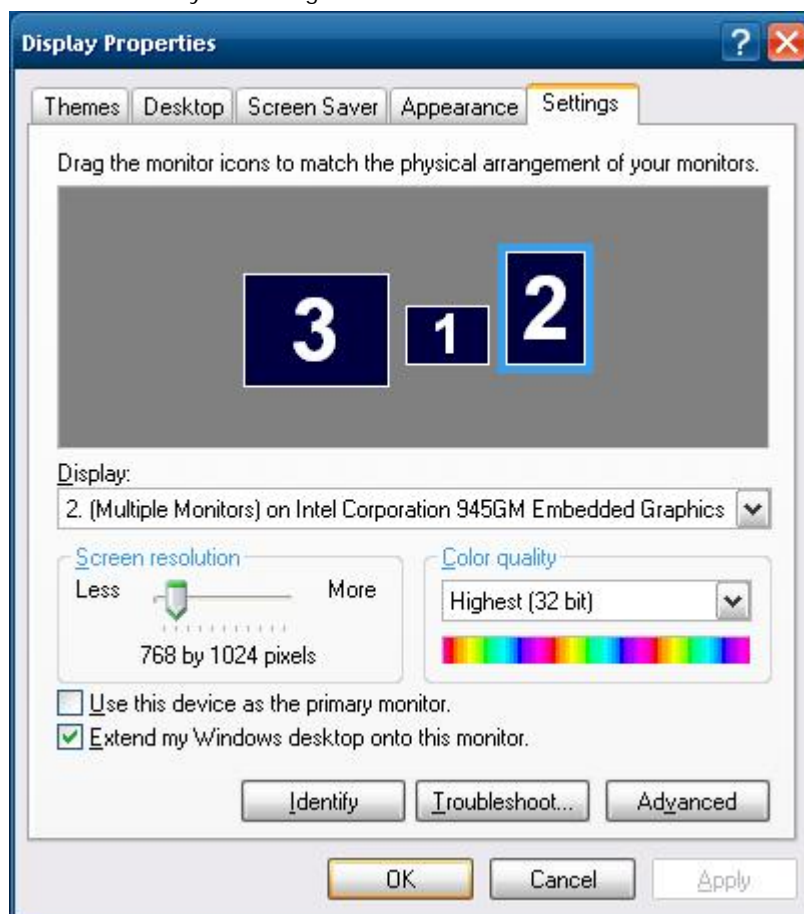 Display Properties
Themes Desktop Screen Saver Appearance Settings
Drag the monitor icons to match the physical arrangement of your monitors.
3 1 2
Display:
2. (Multiple Monitors) on Intel Corporation 945GM Embedded Graphics
Screen resolution Color quality
Less More Highest (32 bit)
768 by 1024 pixels
Use this device as the primary monitor.
Extend my Windows desktop onto this monitor.
Identify Troubleshoot... Advanced
OK Cancel Apply